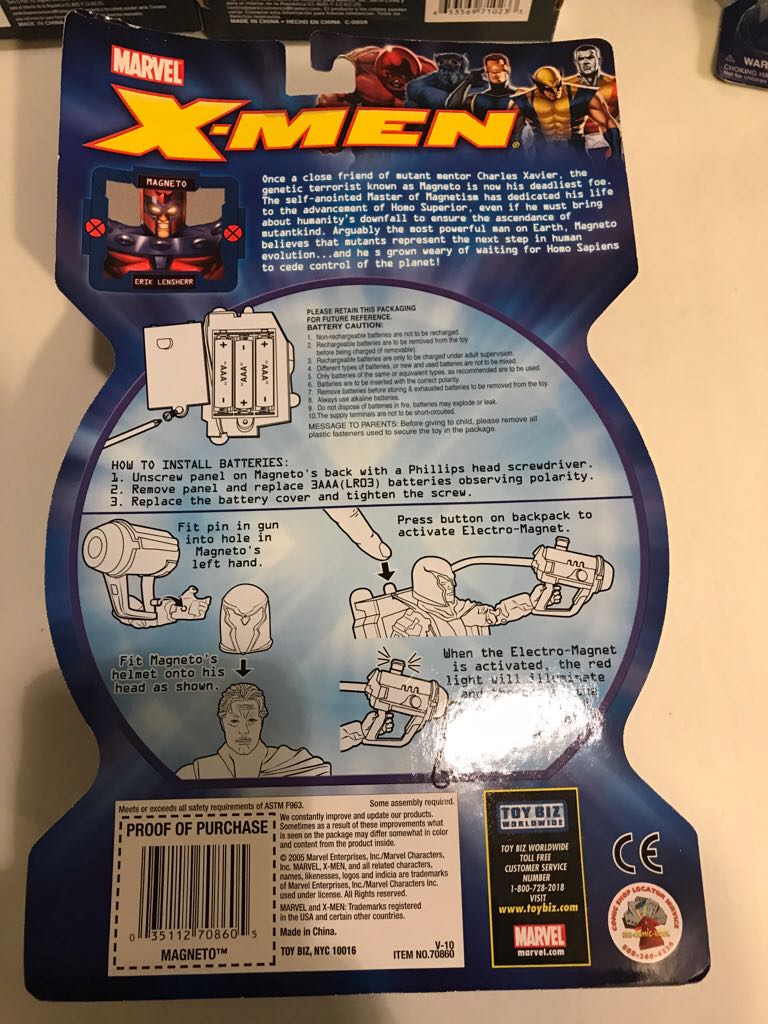 MADE IN CHINA • HECHO EN CHINA C-0608
6 53569 71023 3
WAR
CHOKING HA
MARVEL
X-MEN
MAGNETO
ERIK LENSHERR
Once a close friend of mutant mentor Charles Xavier, the
genetic terrorist known as Magneto is now his deadliest foe.
The self-anointed Master of Magnetism has dedicated his life
to the advancement of Homo Superior, even if he must bring
about humanity's downfall to ensure the ascendance of
mutantkind. Arguably the most powerful man on Earth, Magneto
believes that mutants represent the next step in human
evolution...and he s grown weary of waiting for Homo Sapiens
to cede control of the planet!
PLEASE RETAIN THIS PACKAGING
FOR FUTURE REFERENCE.
BATTERY CAUTION:
1. Non-rechargeable batteries are not to be recharged.
2. Rechargeable batteries are to be removed from the toy
before being charged (if removable).
3. Rechargeable batteries are only to be charged under adult supervision.
4. Different types of batteries, or new and used batteries are not to be mixed.
5. Only batteries of the same or equivalent types, as recommended are to be used.
6. Batteries are to be inserted with the correct polarity.
7. Remove batteries before storing & exhausted batteries to be removed from the toy.
8. Always use alkaline batteries.
9. Do not dispose of batteries in fire, batteries may explode or leak.
10. The supply terminals are not to be short-circuited.
MESSAGE TO PARENTS: Before giving to child, please remove all
plastic fasteners used to secure the toy in the package.
"AAA" "AAA" "AAA"
HOW TO INSTALL BATTERIES:
1. Unscrew panel on Magneto's back with a Phillips head screwdriver.
2. Remove panel and replace 3AAA(LR03) batteries observing polarity.
3. Replace the battery cover and tighten the screw.
Fit pin in gun
into hole in
Magneto's
left hand.
Press button on backpack to
activate Electro-Magnet.
Fit Magneto's
helmet onto his
head as shown.
When the Electro-Magnet
is activated, the red
light will illuminate
and the
Meets or exceeds all safety requirements of ASTM F963.
Some assembly required.
PROOF OF PURCHASE
0 35112 70860 5
MAGNETO™
We constantly improve and update our products.
Sometimes as a result of these improvements what
is seen on the package may differ somewhat in color
and content from the product inside.
© 2005 Marvel Enterprises, Inc./Marvel Characters,
Inc. MARVEL, X-MEN, and all related characters,
names, likenesses, logos and indicia are trademarks
of Marvel Enterprises, Inc./Marvel Characters Inc.
used under license. All Rights Reserved.
MARVEL and X-MEN: Trademarks registered
in the USA and certain other countries.
Made in China.
TOY BIZ, NYC 10016
V-10
ITEM NO.70860
TOY BIZ
WORLDWIDE
TOY BIZ WORLDWIDE
TOLL FREE
CUSTOMER SERVICE
NUMBER
1-800-728-2018
VISIT
www.toybiz.com
MARVEL
marvel.com
CE
COMIC SHOP LOCATOR SERVICE
888-COMIC-BOOK
888-266-4226